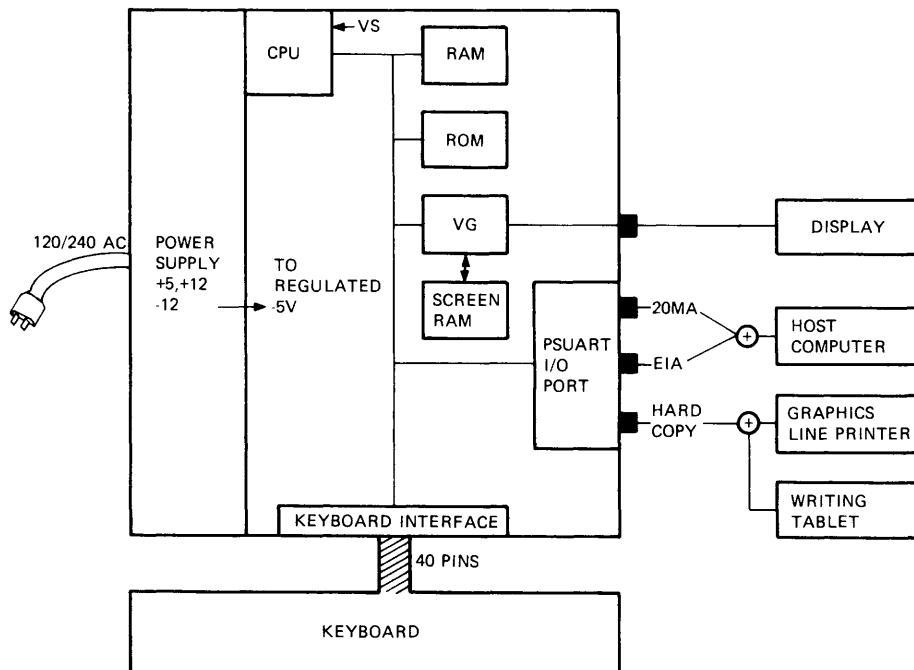 VS
CPU
RAM
ROM
VG
DISPLAY
120/240 AC
POWER
SUPPLY
+5,+12
-12
TO
REGULATED
-5V
SCREEN
RAM
PSUART
I/O
PORT
20MA
EIA
HOST
COMPUTER
HARD
COPY
GRAPHICS
LINE PRINTER
WRITING
TABLET
KEYBOARD INTERFACE
40 PINS
KEYBOARD